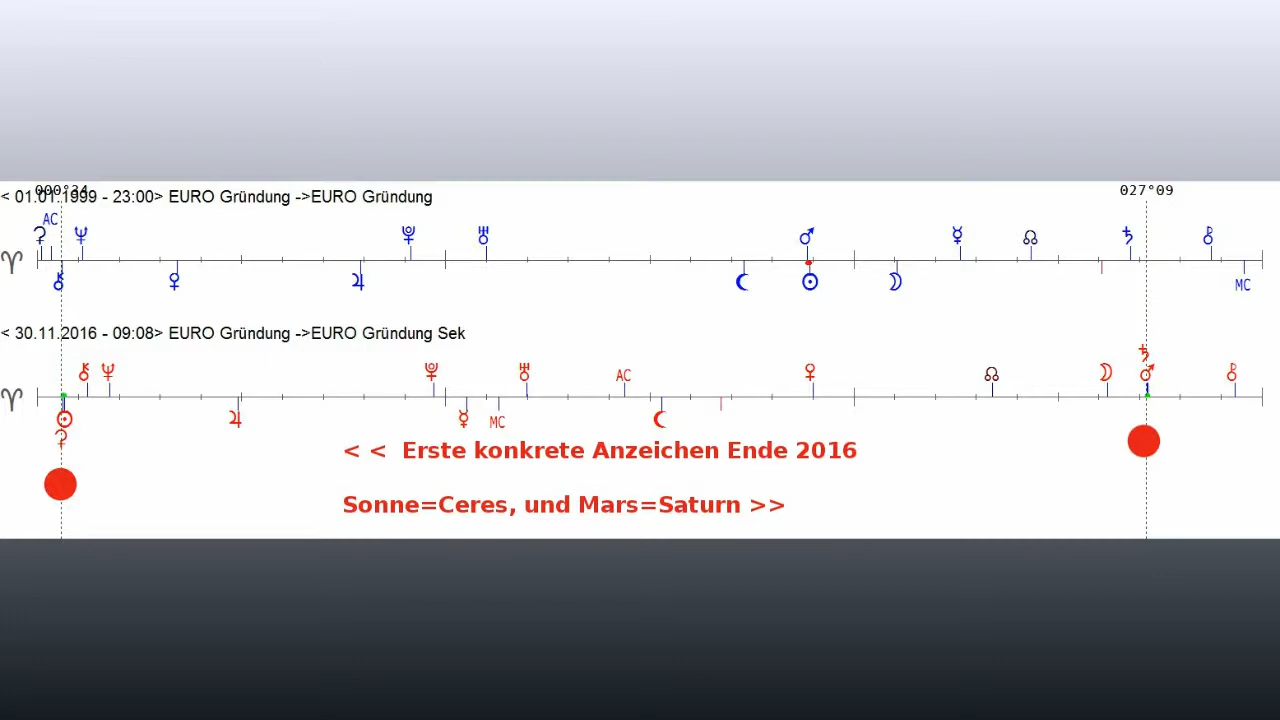 000°34
027°09
< 01.01.1999 - 23:00> EURO Gründung ->EURO Gründung
AC
MC
< 30.11.2016 - 09:08> EURO Gründung ->EURO Gründung Sek
AC
MC
< < Erste konkrete Anzeichen Ende 2016
Sonne=Ceres, und Mars=Saturn >>